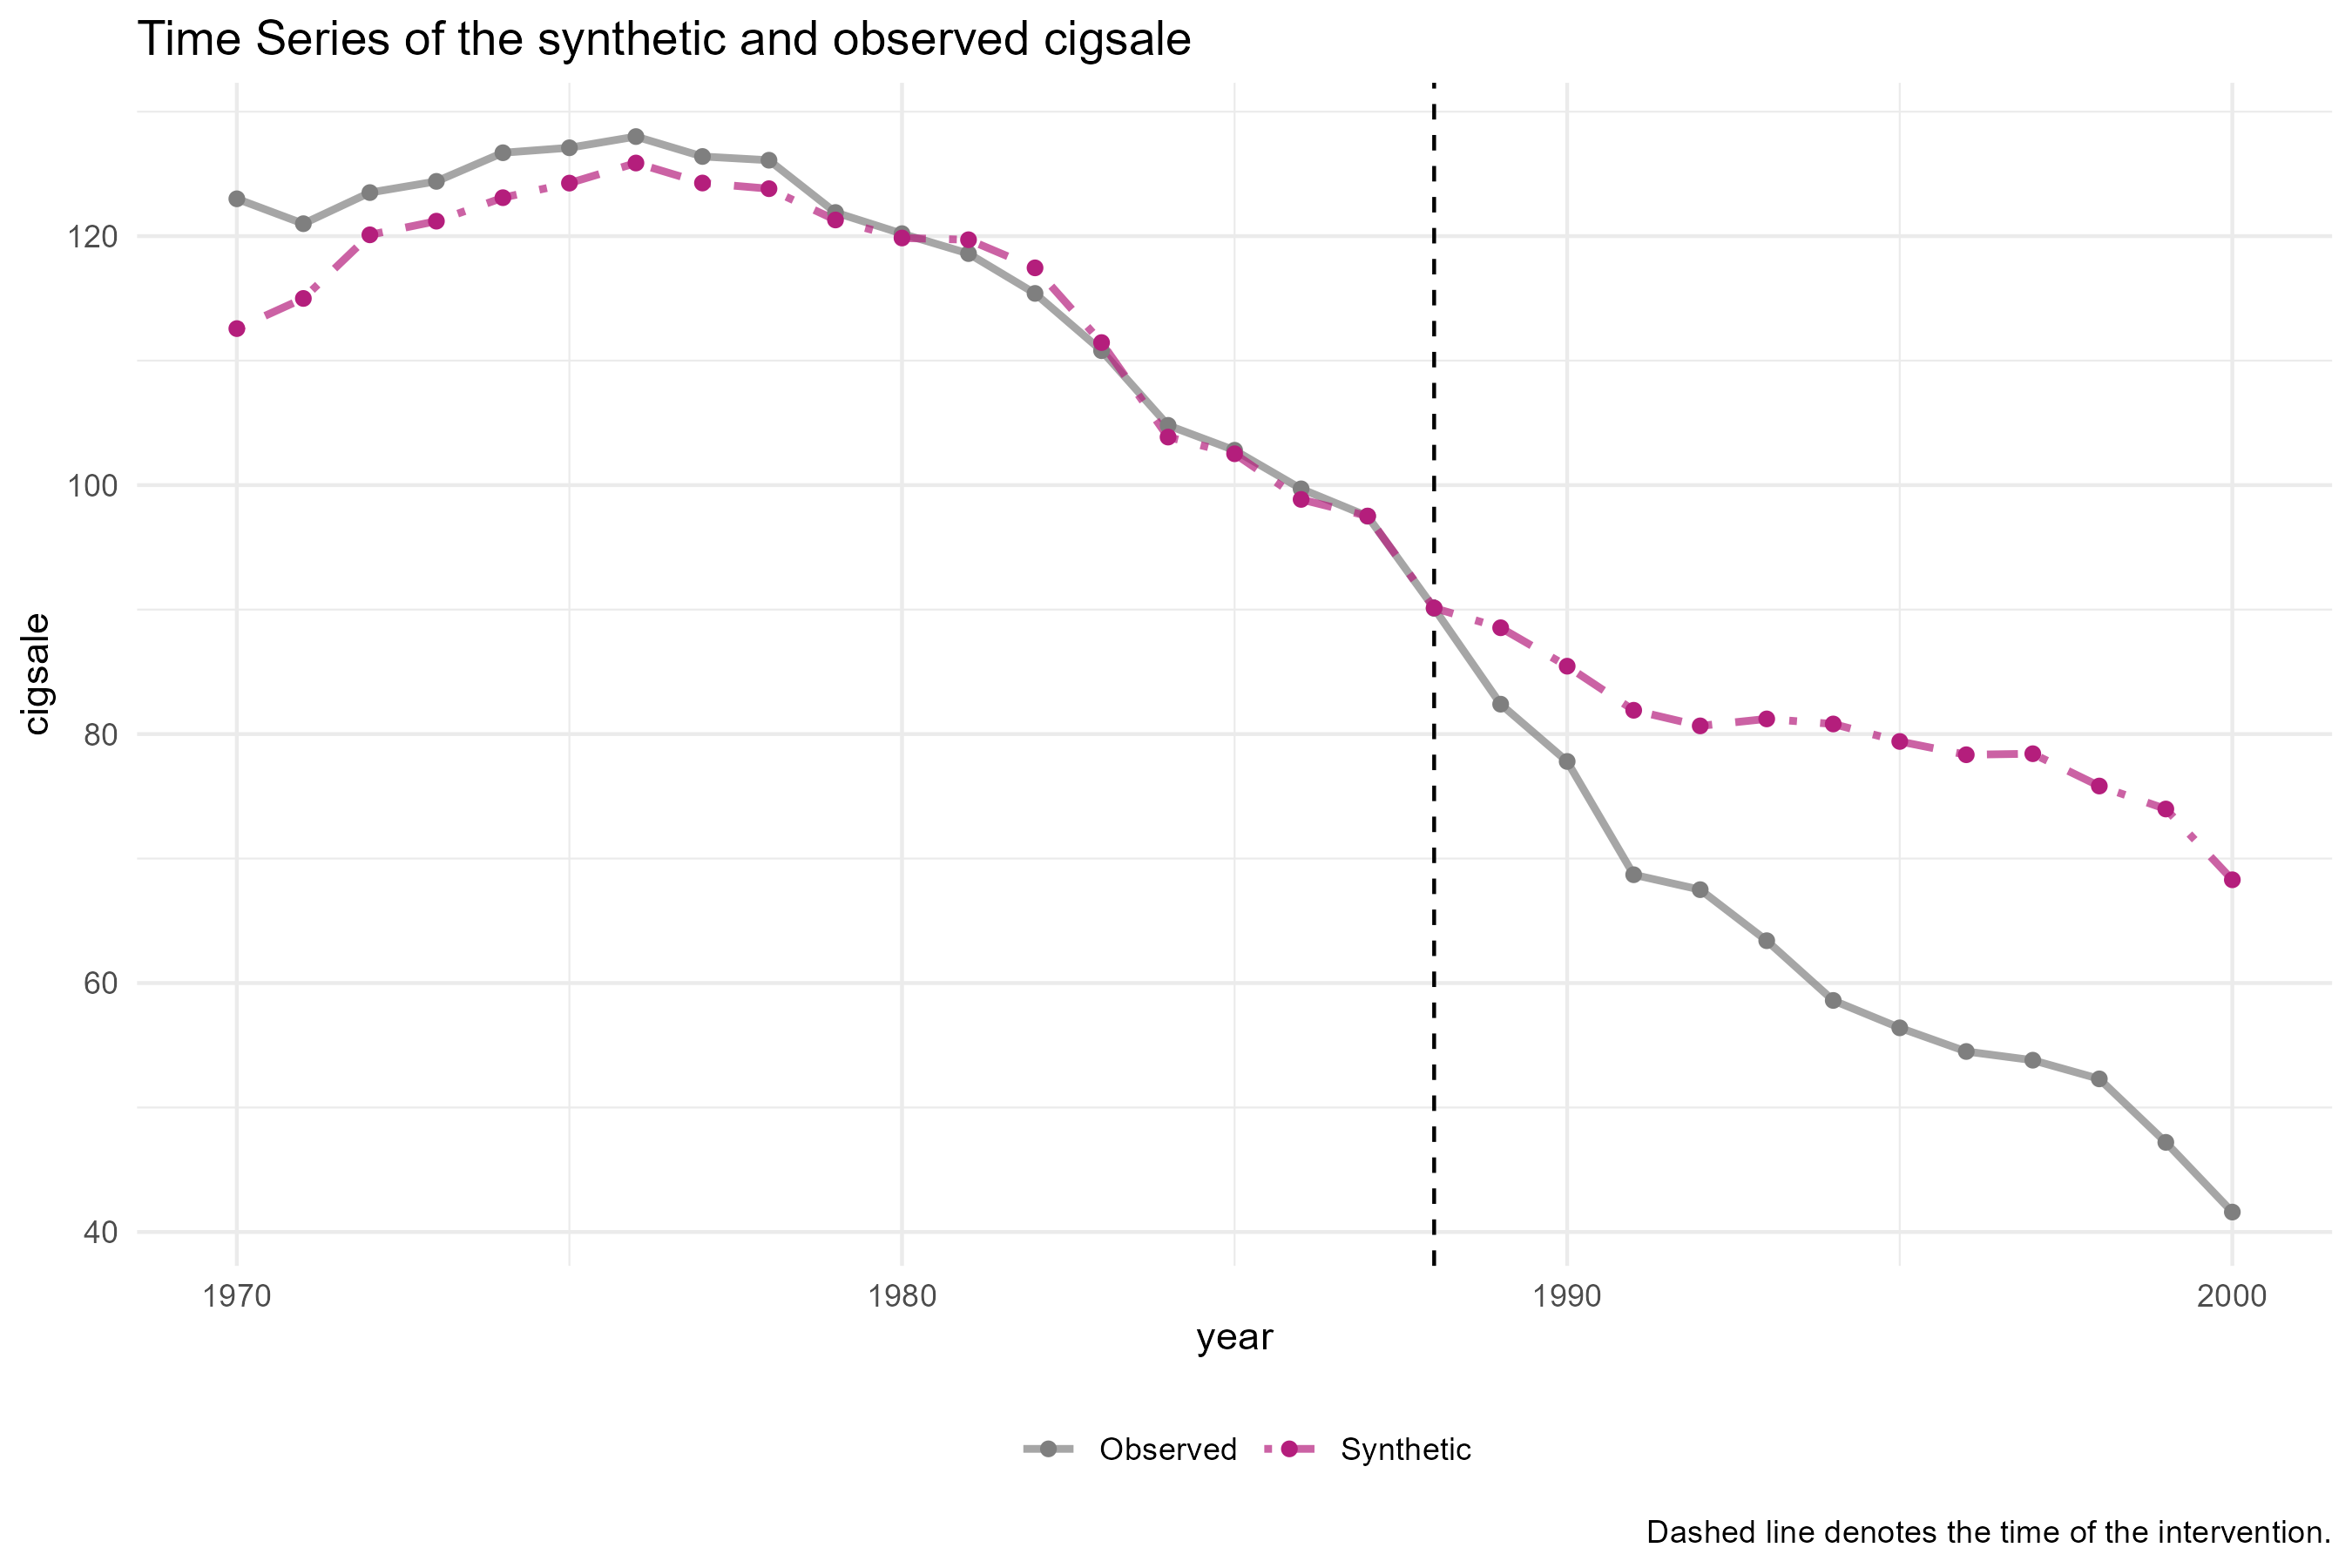 Time Series of the synthetic and observed cigsale
cigsale
120
100
80
60
40
1970 1980 1990 2000
year
Observed Synthetic
Dashed line denotes the time of the intervention.